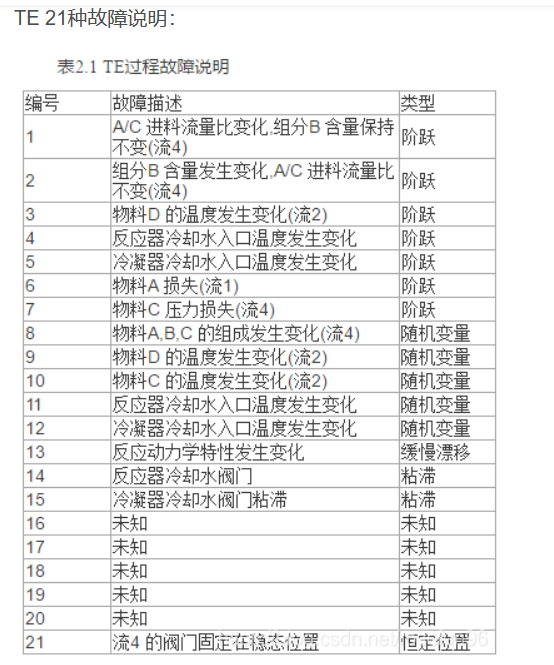 TE 21种故障说明：
表2.1 TE过程故障说明
编号 故障描述 类型
1 A/C 进料流量比变化,组分B 含量保持不变(流4) 阶跃
2 组分B 含量发生变化,A/C 进料流量比不变(流4) 阶跃
3 物料D 的温度发生变化(流2) 阶跃
4 反应器冷却水入口温度发生变化 阶跃
5 冷凝器冷却水入口温度发生变化 阶跃
6 物料A 损失(流1) 阶跃
7 物料C 压力损失(流4) 阶跃
8 物料A,B,C 的组成发生变化(流4) 随机变量
9 物料D 的温度发生变化(流2) 随机变量
10 物料C 的温度发生变化(流2) 随机变量
11 反应器冷却水入口温度发生变化 随机变量
12 冷凝器冷却水入口温度发生变化 随机变量
13 反应动力学特性发生变化 缓慢漂移
14 反应器冷却水阀门 粘滞
15 冷凝器冷却水阀门粘滞 粘滞
16 未知 未知
17 未知 未知
18 未知 未知
19 未知 未知
20 未知 未知
21 流4 的阀门固定在稳态位置 恒定位置